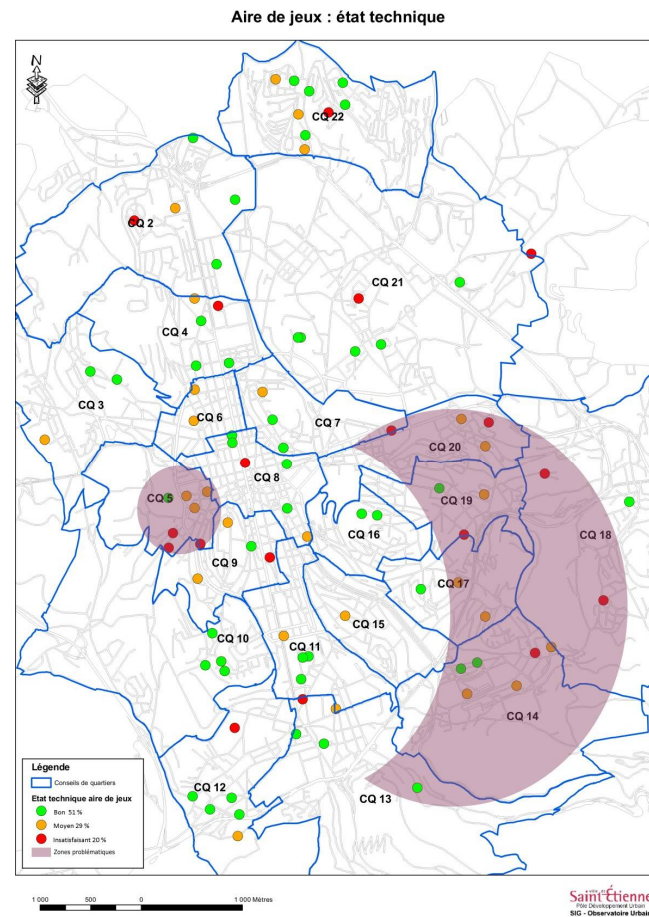 Aire de jeux : état technique
N
CQ 22
CQ 2
CQ 21
CQ 4
CQ 3
CQ 6
CQ 7
CQ 20
CQ 8
CQ 5
CQ 19
CQ 18
CQ 16
CQ 9
CQ 17
CQ 15
CQ 10
CQ 11
CQ 14
CQ 12
CQ 13
Légende
Conseils de quartiers
Etat technique aire de jeux
Bon 51 %
Moyen 29 %
Insatisfaisant 20 %
Zones problématiques
1 000 500 0 1 000 Mètres
Saint-Étienne
Pôle Développement Urbain
SIG - Observatoire Urbain